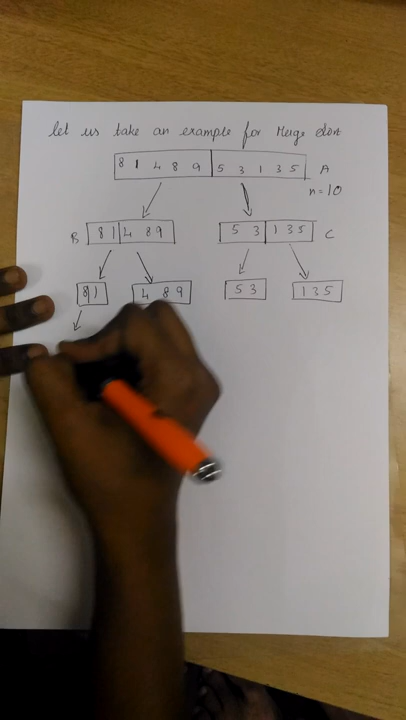 let us take an example for Merge Sort
8 1 4 8 9 5 3 1 3 5 A
n=10
B 8 1 4 8 9 5 3 1 3 5 C
8 1 4 8 9 5 3 1 3 5